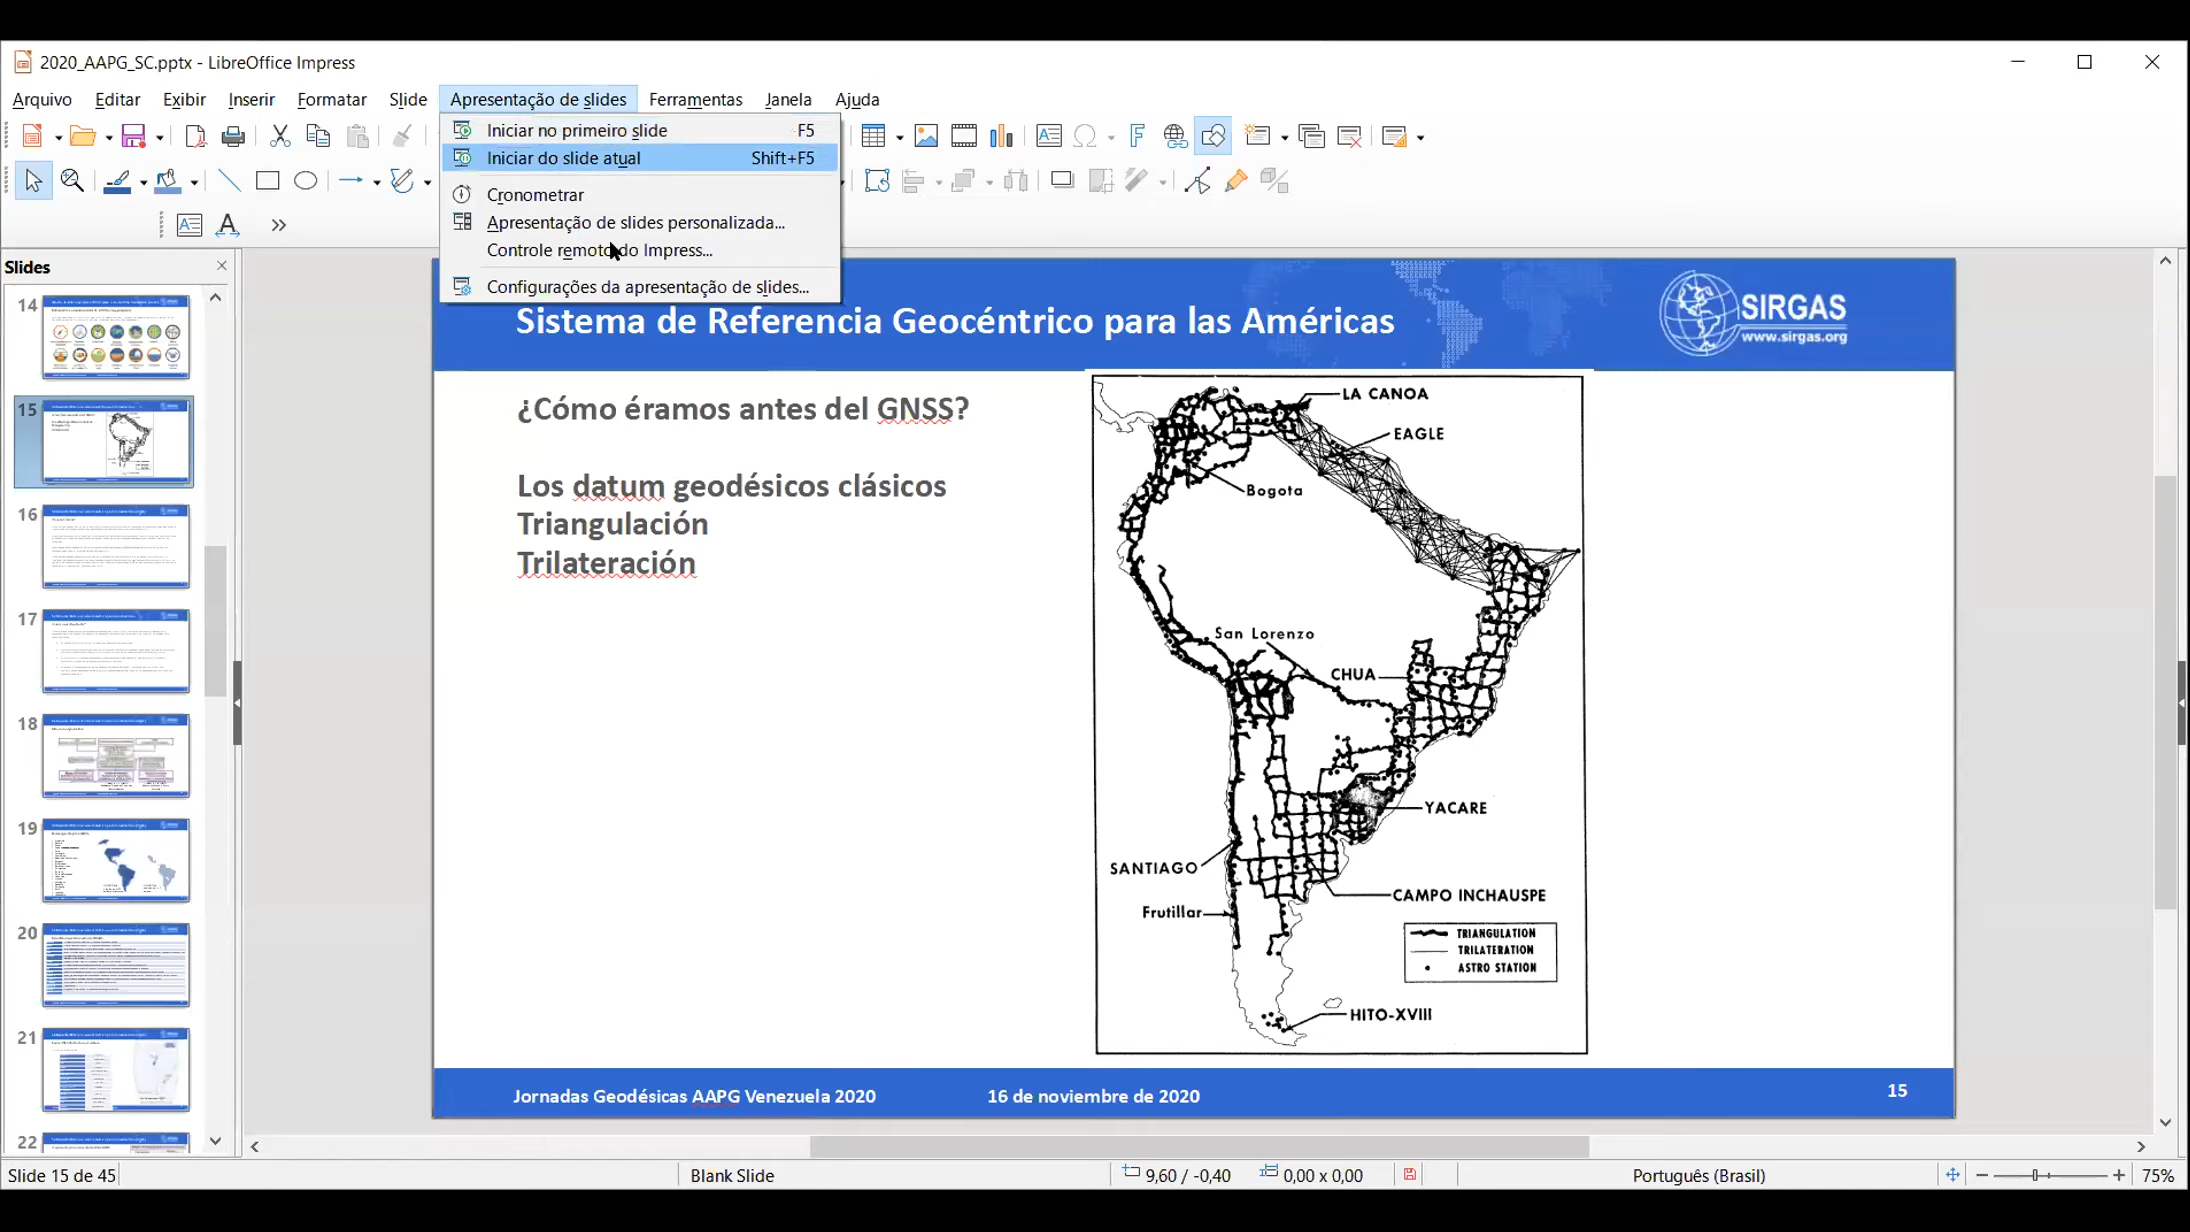 2020_AAPG_SC.pptx - LibreOffice Impress
Arquivo Editar Exibir Inserir Formatar Slide Apresentação de slides Ferramentas Janela Ajuda
Iniciar no primeiro slide F5
Iniciar do slide atual Shift+F5
Cronometrar
Apresentação de slides personalizada...
Controle remoto do Impress...
Configurações da apresentação de slides...
Slides
14
15
16
17
18
19
20
21
22
Sistema de Referencia Geocéntrico para las Américas
SIRGAS
www.sirgas.org
¿Cómo éramos antes del GNSS?
Los datum geodésicos clásicos
Triangulación
Trilateración
LA CANOA
EAGLE
Bogota
San Lorenzo
CHUA
YACARE
SANTIAGO
CAMPO INCHAUSPE
Frutillar
TRIANGULATION
TRILATERATION
ASTRO STATION
HITO-XVIII
Jornadas Geodésicas AAPG Venezuela 2020 16 de noviembre de 2020 15
Slide 15 de 45 Blank Slide 9,60 / -0,40 0,00 x 0,00 Português (Brasil) 75%